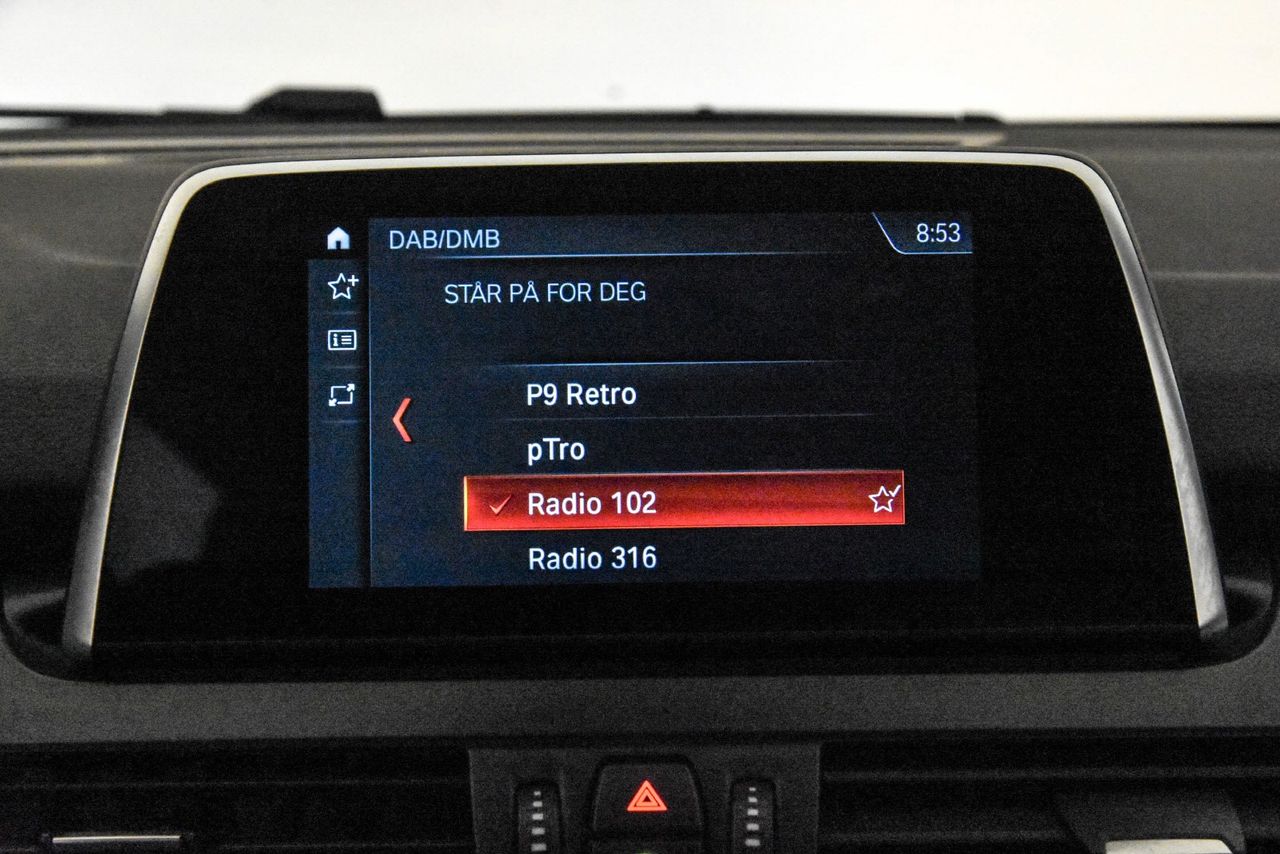 DAB/DMB
8:53
STÅR PÅ FOR DEG
P9 Retro
pTro
Radio 102
Radio 316